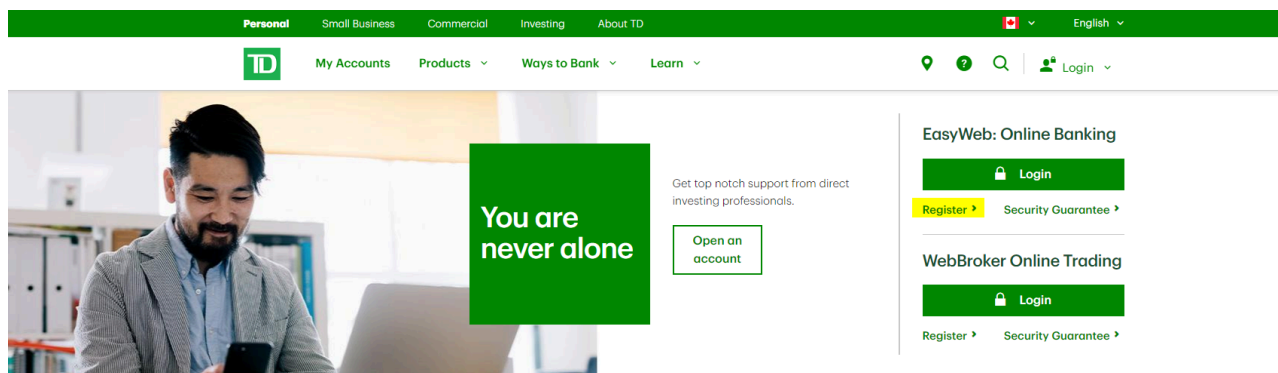 Personal Small Business Commercial Investing About TD English
TD My Accounts Products Ways to Bank Learn ? Login
You are
never alone
Get top notch support from direct
investing professionals.
Open an
account
EasyWeb: Online Banking
Login
Register › Security Guarantee ›
WebBroker Online Trading
Login
Register › Security Guarantee ›